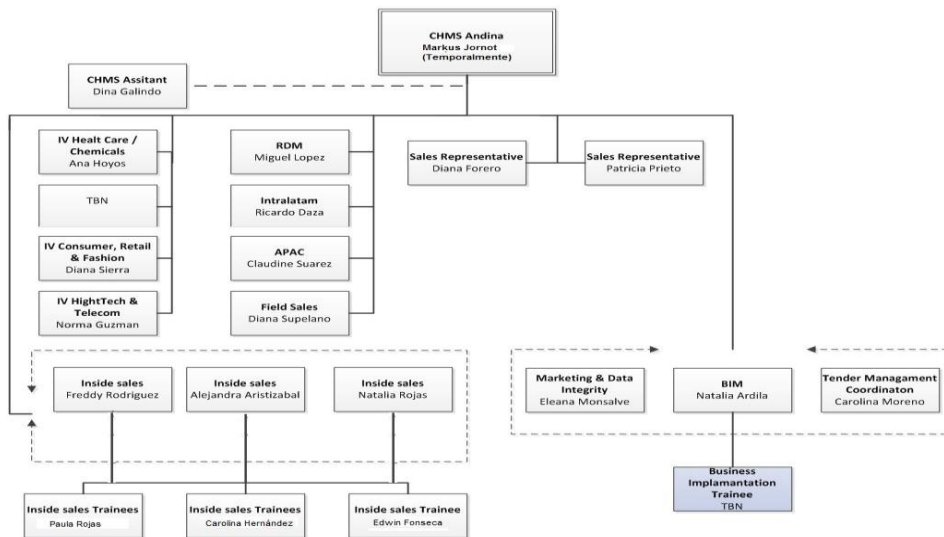 CHMS Andina
Markus Jornot
(Temporalmente)
CHMS Assitant
Dina Galindo
IV Healt Care /
Chemicals
Ana Hoyos
RDM
Miguel Lopez
Sales Representative
Diana Forero
Sales Representative
Patricia Prieto
TBN
Intralatam
Ricardo Daza
IV Consumer, Retail
& Fashion
Diana Sierra
APAC
Claudine Suarez
IV HightTech &
Telecom
Norma Guzman
Field Sales
Diana Supelano
Inside sales
Freddy Rodriguez
Inside sales
Alejandra Aristizabal
Inside sales
Natalia Rojas
Marketing & Data
Integrity
Eleana Monsalve
BIM
Natalia Ardila
Tender Managament
Coordinaton
Carolina Moreno
Business
Implamantation
Trainee
TBN
Inside sales Trainees
Paula Rojas
Inside sales Trainees
Carolina Hernández
Inside sales Trainee
Edwin Fonseca